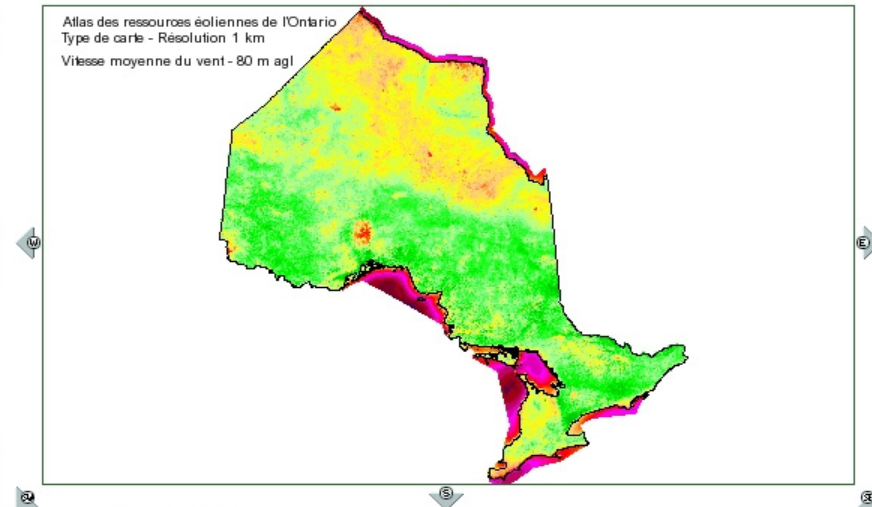 Atlas des ressources éoliennes de l'Ontario
Type de carte - Résolution 1 km
Vitesse moyenne du vent - 80 m agl
W
E
S